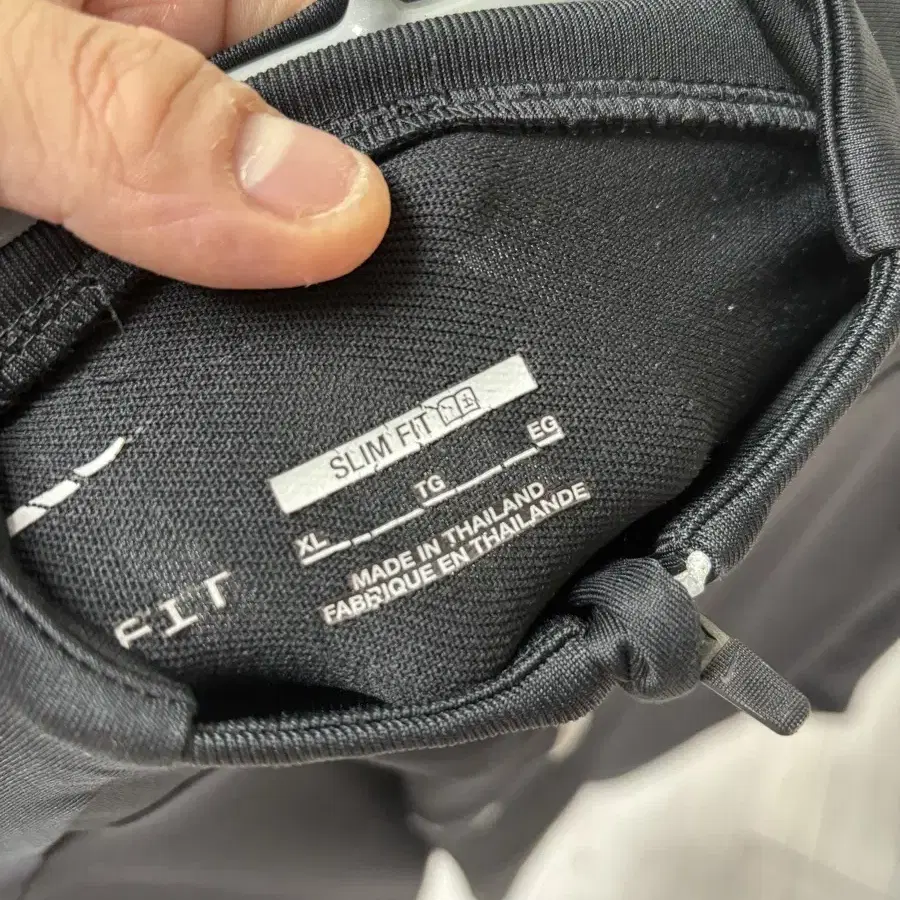 SLIM FIT
XL TG EG
MADE IN THAILAND
FABRIQUE EN THAILANDE
FIT